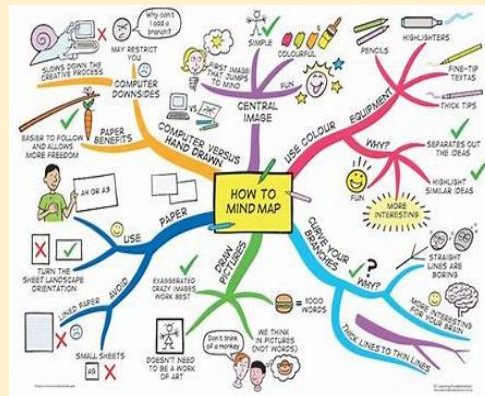 HOW TO
MIND MAP
CENTRAL
IMAGE
FIRST IMAGE
THAT JUMPS
TO MIND
SIMPLE
COLOURFUL
FUN
USE COLOUR
EQUIPMENT
PENCILS
HIGHLIGHTERS
FINE-TIP
TEXTAS
THICK TIPS
WHY?
SEPARATES OUT
THE IDEAS
HIGHLIGHT
SIMILAR IDEAS
FUN
MORE
INTERESTING
CURVE YOUR
BRANCHES
WHY?
STRAIGHT
LINES ARE
BORING
MORE INTERESTING
FOR YOUR BRAIN
THICK LINES TO THIN LINES
DRAW
PICTURES
= 1000
WORDS
WE THINK
IN PICTURES
(NOT WORDS)
Don't think
of a monkey
DOESN'T NEED
TO BE A WORK
OF ART
EXAGGERATED
CRAZY IMAGES
WORK BEST
PAPER
USE
A4 OR A3
TURN THE
SHEET LANDSCAPE
ORIENTATION
AVOID
LINED PAPER
SMALL SHEETS
A5
COMPUTER VERSUS
HAND DRAWN
VS
PAPER
BENEFITS
EASIER TO FOLLOW
AND ALLOWS
MORE FREEDOM
COMPUTER
DOWNSIDES
SLOWS DOWN THE
CREATIVE PROCESS
MAY RESTRICT
YOU
Why can't
I add a
branch?